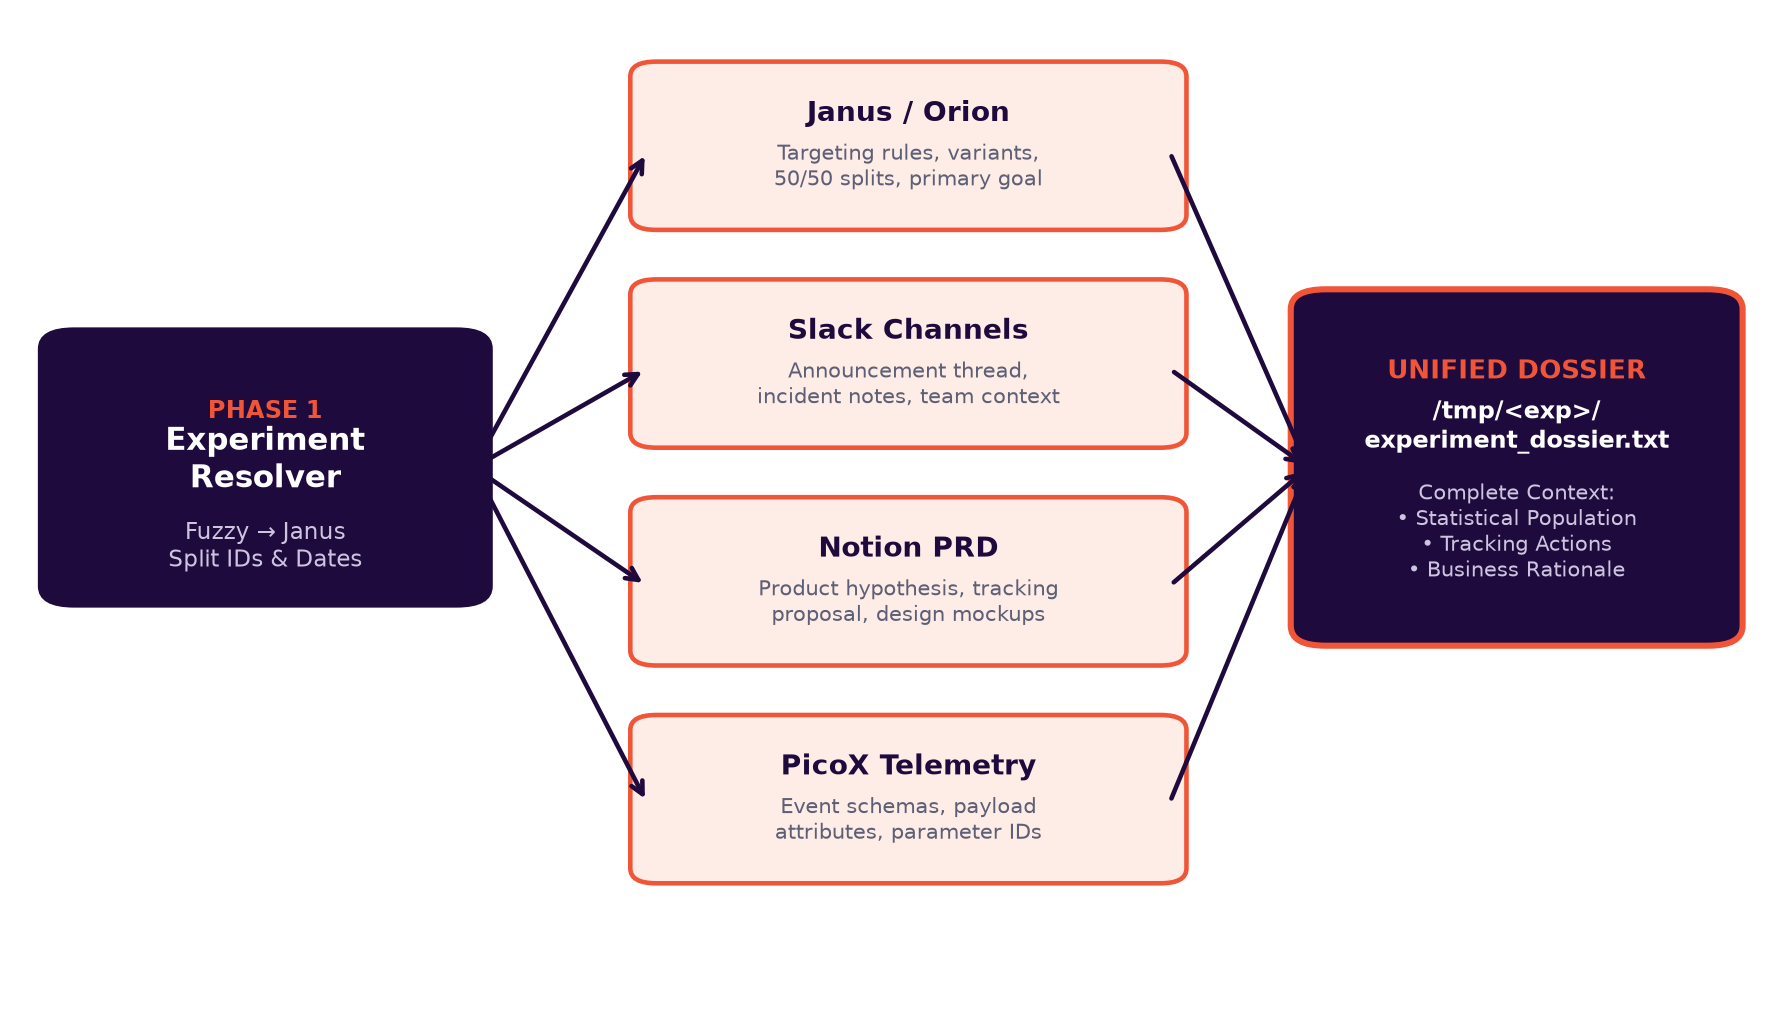 PHASE 1
Experiment
Resolver
Fuzzy → Janus
Split IDs & Dates
Janus / Orion
Targeting rules, variants,
50/50 splits, primary goal
Slack Channels
Announcement thread,
incident notes, team context
Notion PRD
Product hypothesis, tracking
proposal, design mockups
PicoX Telemetry
Event schemas, payload
attributes, parameter IDs
UNIFIED DOSSIER
/tmp/<exp>/
experiment_dossier.txt
Complete Context:
• Statistical Population
• Tracking Actions
• Business Rationale